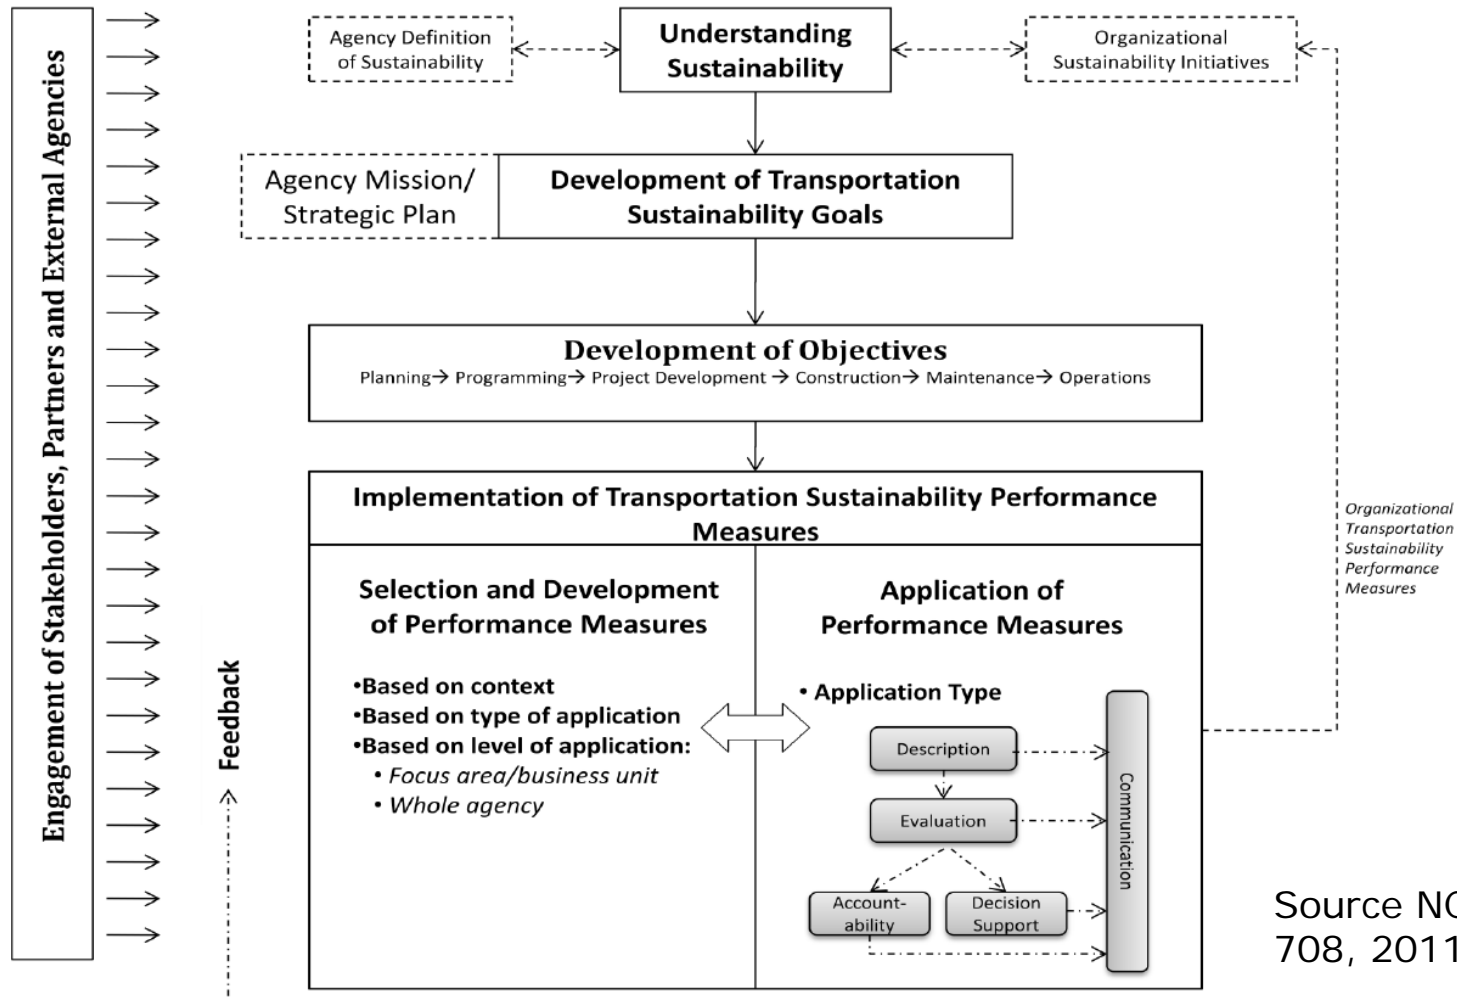 Engagement of Stakeholders, Partners and External Agencies
Agency Definition
of Sustainability
Understanding
Sustainability
Organizational
Sustainability Initiatives
Agency Mission/
Strategic Plan
Development of Transportation
Sustainability Goals
Development of Objectives
Planning→ Programming→ Project Development → Construction→ Maintenance→ Operations
Implementation of Transportation Sustainability Performance
Measures
Selection and Development
of Performance Measures
•Based on context
•Based on type of application
•Based on level of application:
• Focus area/business unit
• Whole agency
Application of
Performance Measures
• Application Type
Description
Evaluation
Account-
ability
Decision
Support
Communication
Organizational
Transportation
Sustainability
Performance
Measures
Feedback
Source
708, 2011